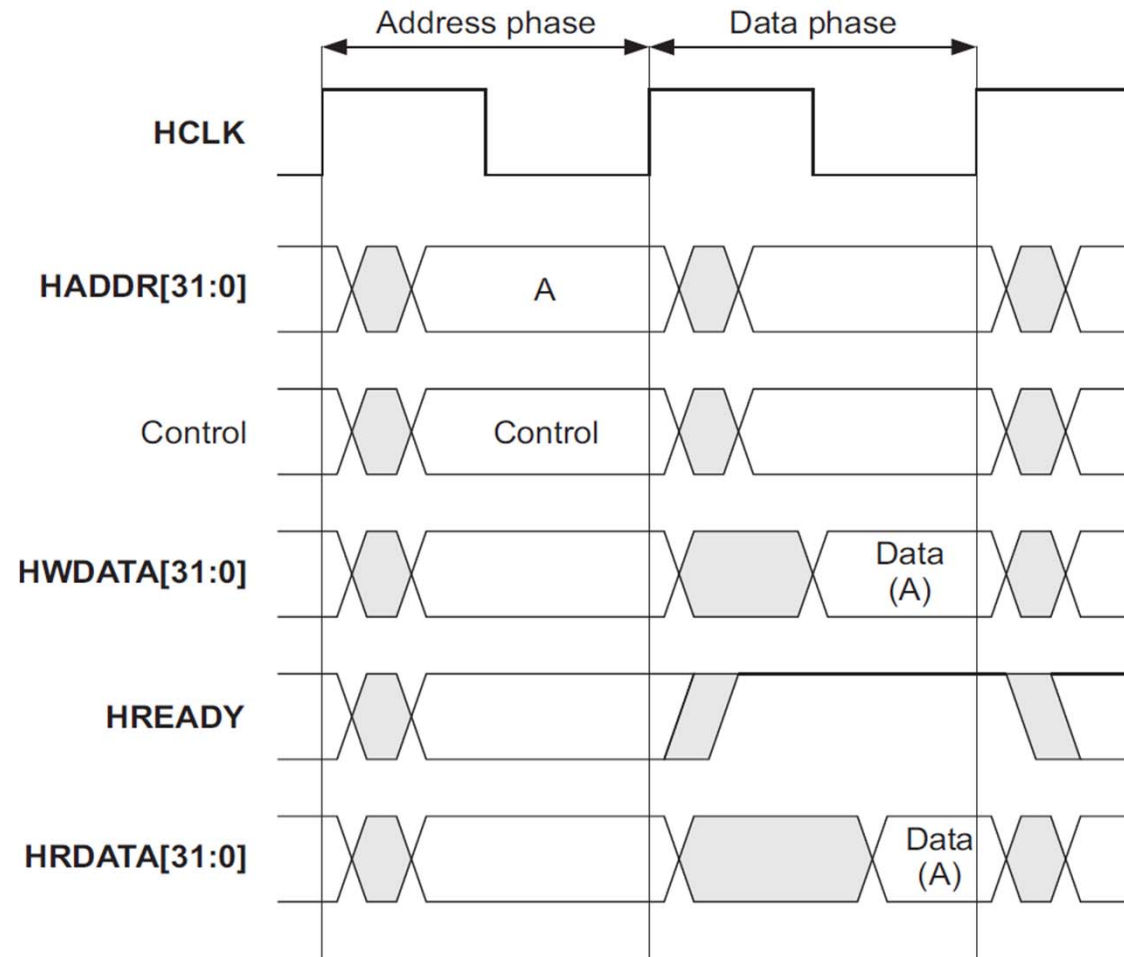 Address phase Data phase
HCLK
HADDR[31:0] A
Control Control
Data
HWDATA[31:0] (A)
HREADY
Data
HRDATA[31:0] (A)